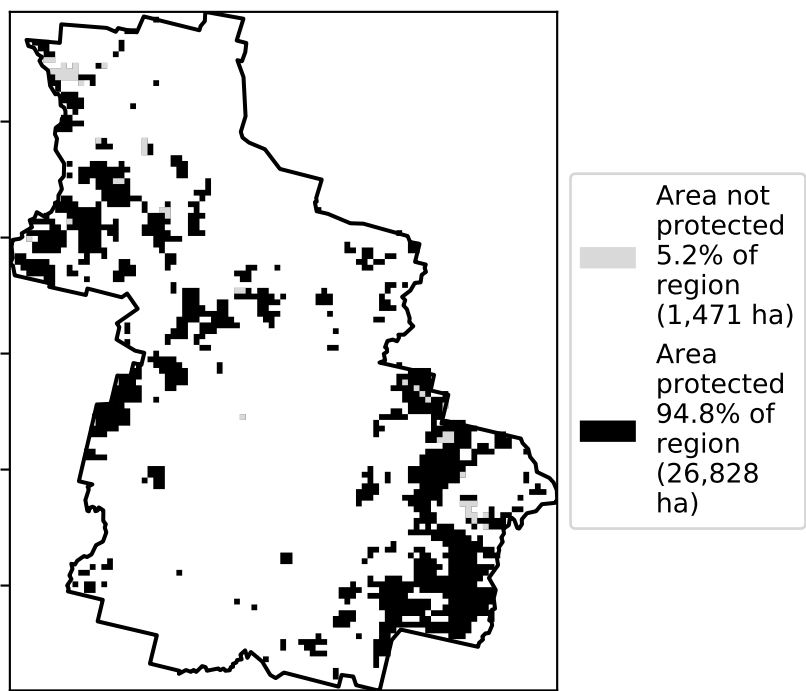 Area not
protected
5.2% of
region
(1,471 ha)
Area
protected
94.8% of
region
(26,828
ha)